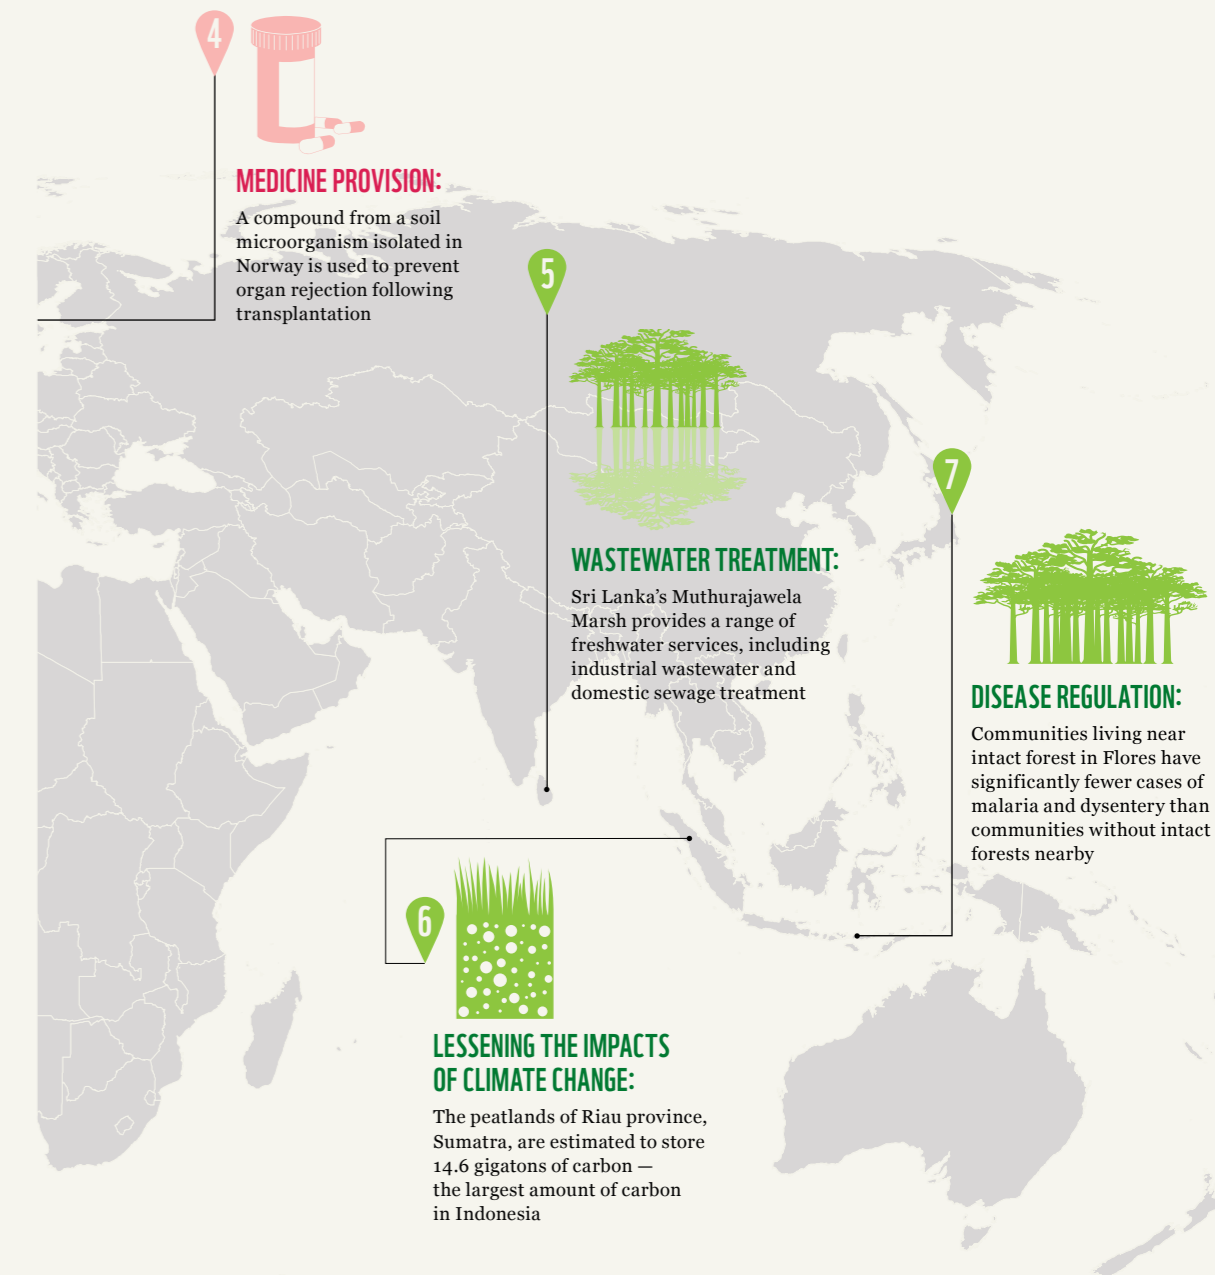 4
MEDICINE PROVISION:
A compound from a soil
microorganism isolated in
Norway is used to prevent
organ rejection following
transplantation
5
WASTEWATER TREATMENT:
Sri Lanka’s Muthurajawela
Marsh provides a range of
freshwater services, including
industrial wastewater and
domestic sewage treatment
7
DISEASE REGULATION:
Communities living near
intact forest in Flores have
significantly fewer cases of
malaria and dysentery than
communities without intact
forests nearby
6
LESSENING THE IMPACTS
OF CLIMATE CHANGE:
The peatlands of Riau province,
Sumatra, are estimated to store
14.6 gigatons of carbon —
the largest amount of carbon
in Indonesia